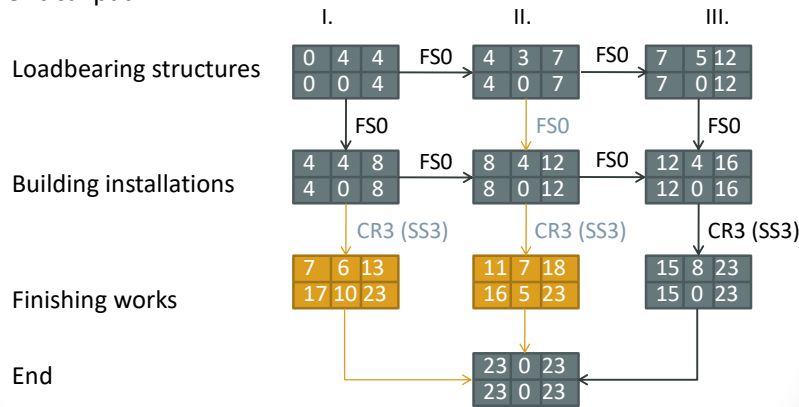 I. II. III.
Loadbearing structures
0 4 4 FS0 4 3 7 FS0 7 5 12
0 0 4 4 0 7 7 0 12
FS0 FS0 FS0
Building installations
4 4 8 FS0 8 4 12 FS0 12 4 16
4 0 8 8 0 12 12 0 16
CR3 (SS3) CR3 (SS3) CR3 (SS3)
Finishing works
7 6 13 11 7 18 15 8 23
17 10 23 16 5 23 15 0 23
End
23 0 23
23 0 23